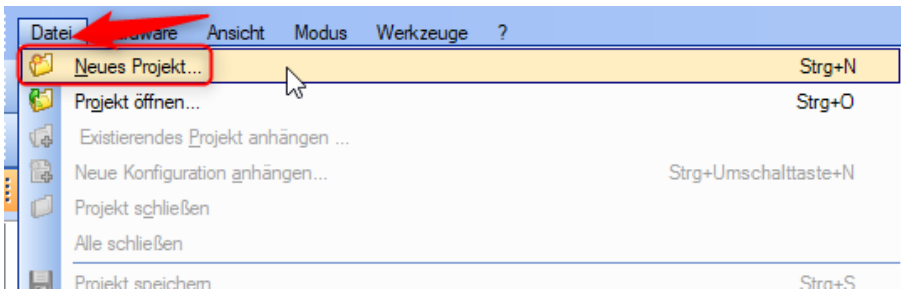 Datei Hardware Ansicht Modus Werkzeuge ?
Neues Projekt... Strg+N
Projekt öffnen... Strg+O
Existierendes Projekt anhängen ...
Neue Konfiguration anhängen... Strg+Umschalttaste+N
Projekt schließen
Alle schließen
Projekt speichern Strg+S